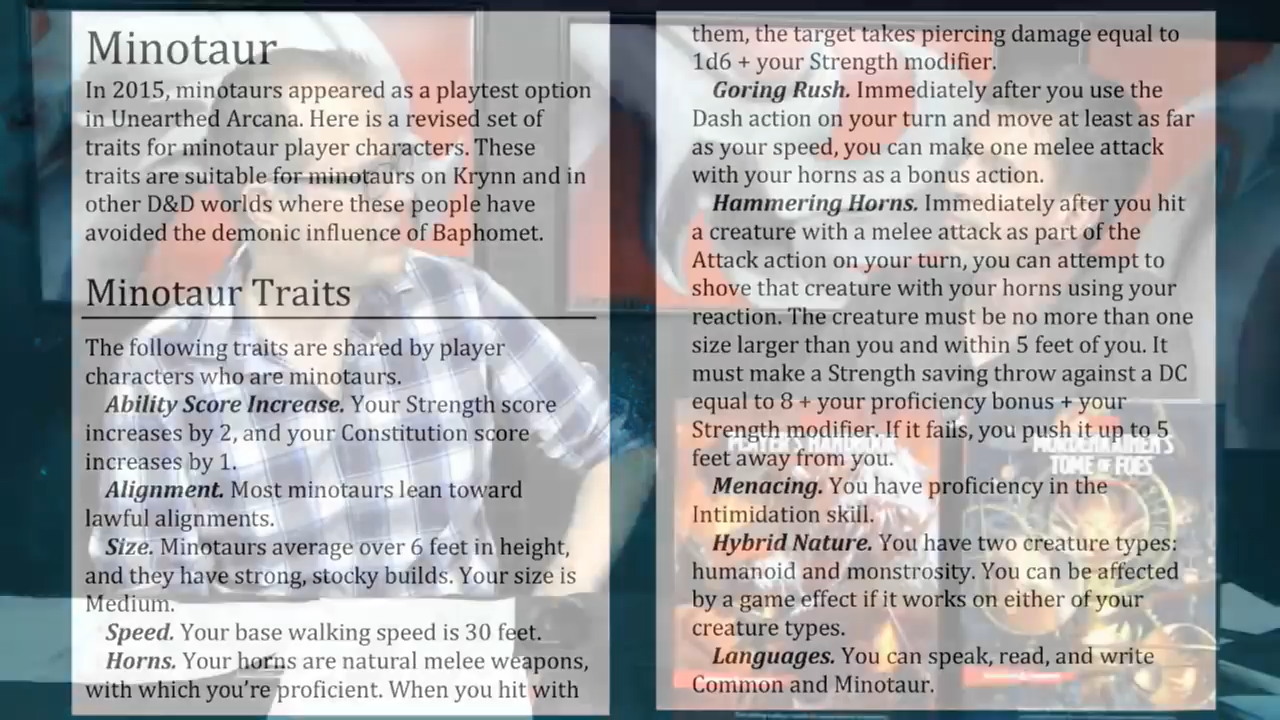 Minotaur
In 2015, minotaurs appeared as a playtest option
in Unearthed Arcana. Here is a revised set of
traits for minotaur player characters. These
traits are suitable for minotaurs on Krynn and in
other D&D worlds where these people have
avoided the demonic influence of Baphomet.
Minotaur Traits
The following traits are shared by player
characters who are minotaurs.
Ability Score Increase. Your Strength score
increases by 2, and your Constitution score
increases by 1.
Alignment. Most minotaurs lean toward
lawful alignments.
Size. Minotaurs average over 6 feet in height,
and they have strong, stocky builds. Your size is
Medium.
Speed. Your base walking speed is 30 feet.
Horns. Your horns are natural melee weapons,
with which you're proficient. When you hit with
them, the target takes piercing damage equal to
1d6 + your Strength modifier.
Goring Rush. Immediately after you use the
Dash action on your turn and move at least as far
as your speed, you can make one melee attack
with your horns as a bonus action.
Hammering Horns. Immediately after you hit
a creature with a melee attack as part of the
Attack action on your turn, you can attempt to
shove that creature with your horns using your
reaction. The creature must be no more than one
size larger than you and within 5 feet of you. It
must make a Strength saving throw against a DC
equal to 8 + your proficiency bonus + your
Strength modifier. If it fails, you push it up to 5
feet away from you.
Menacing. You have proficiency in the
Intimidation skill.
Hybrid Nature. You have two creature types:
humanoid and monstrosity. You can be affected
by a game effect if it works on either of your
creature types.
Languages. You can speak, read, and write
Common and Minotaur.
PLAYER'S HANDBOOK
MORDENKAINEN'S
TOME OF FOES